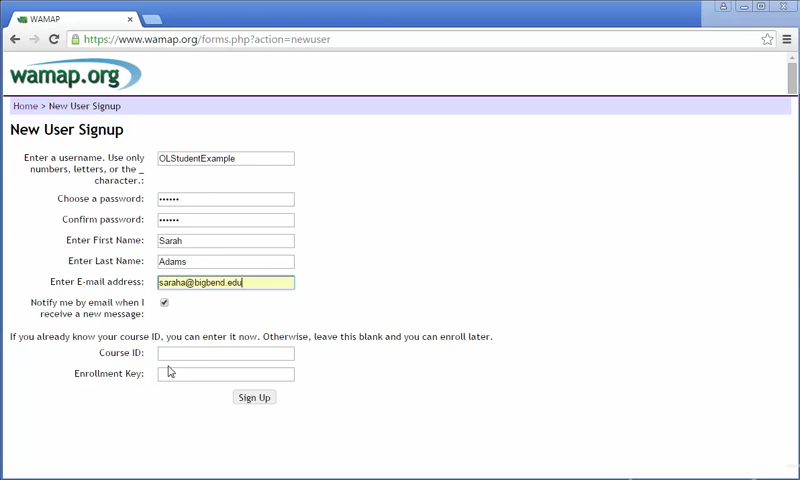 WAMAP
https://www.wamap.org/forms.php?action=newuser
wamap.org
Home > New User Signup
New User Signup
Enter a username. Use only OLStudentExample
numbers, letters, or the _
character.:
Choose a password: ••••••
Confirm password: ••••••
Enter First Name: Sarah
Enter Last Name: Adams
Enter E-mail address: saraha@bigbend.edu
Notify me by email when I
receive a new message:
If you already know your course ID, you can enter it now. Otherwise, leave this blank and you can enroll later.
Course ID:
Enrollment Key:
Sign Up